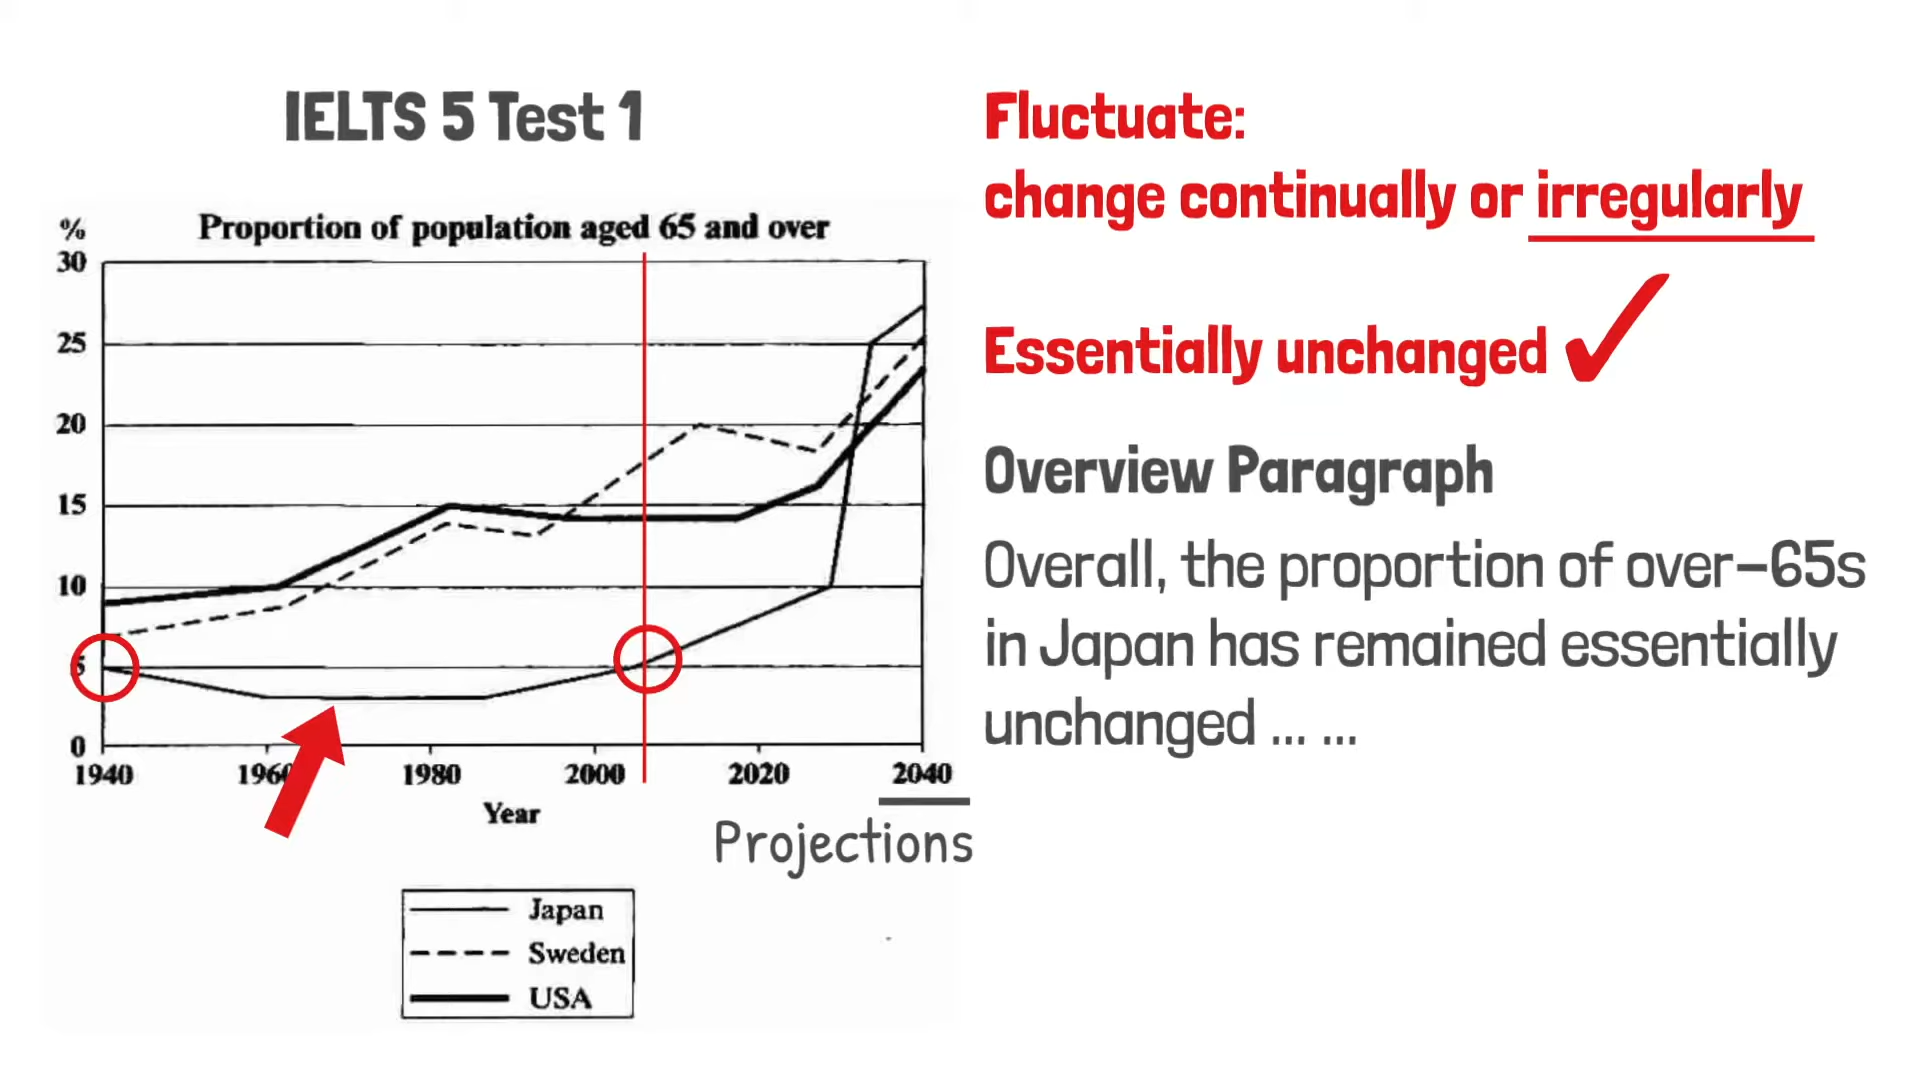 IELTS 5 Test 1
% Proportion of population aged 65 and over
30
25
20
15
10
5
0
1940 1960 1980 2000 2020 2040
Year
Projections
Japan
Sweden
USA
Fluctuate:
change continually or irregularly
Essentially unchanged ✓
Overview Paragraph
Overall, the proportion of over-65s
in Japan has remained essentially
unchanged ... ...